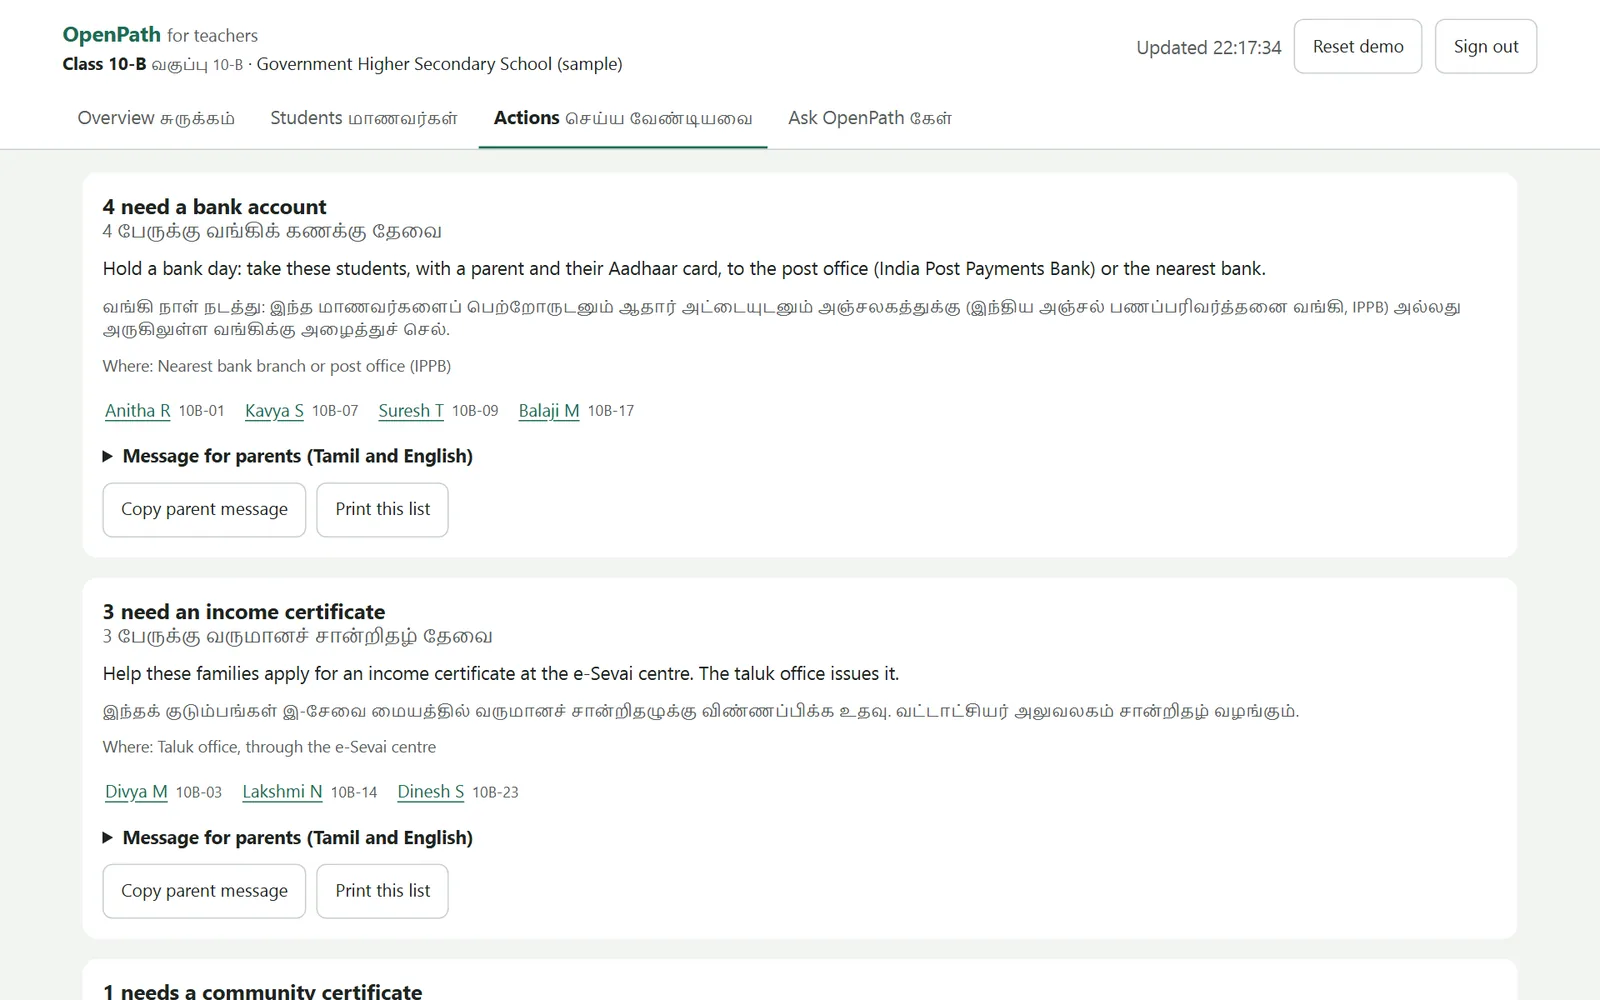 OpenPath for teachers
Class 10-B வகுப்பு 10-B · Government Higher Secondary School (sample)
Updated 22:17:34
Reset demo
Sign out
Overview சுருக்கம்
Students மாணவர்கள்
Actions செய்ய வேண்டியவை
Ask OpenPath கேள்
4 need a bank account
4 பேருக்கு வங்கிக் கணக்கு தேவை
Hold a bank day: take these students, with a parent and their Aadhaar card, to the post office (India Post Payments Bank) or the nearest bank.
வங்கி நாள் நடத்து: இந்த மாணவர்களைப் பெற்றோருடனும் ஆதார் அட்டையுடனும் அஞ்சலகத்துக்கு (இந்திய அஞ்சல் பணப்பரிவர்த்தனை வங்கி, IPPB) அல்லது
அருகிலுள்ள வங்கிக்கு அழைத்துச் செல்.
Where: Nearest bank branch or post office (IPPB)
Anitha R 10B-01 Kavya S 10B-07 Suresh T 10B-09 Balaji M 10B-17
▶ Message for parents (Tamil and English)
Copy parent message
Print this list
3 need an income certificate
3 பேருக்கு வருமானச் சான்றிதழ் தேவை
Help these families apply for an income certificate at the e-Sevai centre. The taluk office issues it.
இந்தக் குடும்பங்கள் இ-சேவை மையத்தில் வருமானச் சான்றிதழுக்கு விண்ணப்பிக்க உதவு. வட்டாட்சியர் அலுவலகம் சான்றிதழ் வழங்கும்.
Where: Taluk office, through the e-Sevai centre
Divya M 10B-03 Lakshmi N 10B-14 Dinesh S 10B-23
▶ Message for parents (Tamil and English)
Copy parent message
Print this list
1 needs a community certificate